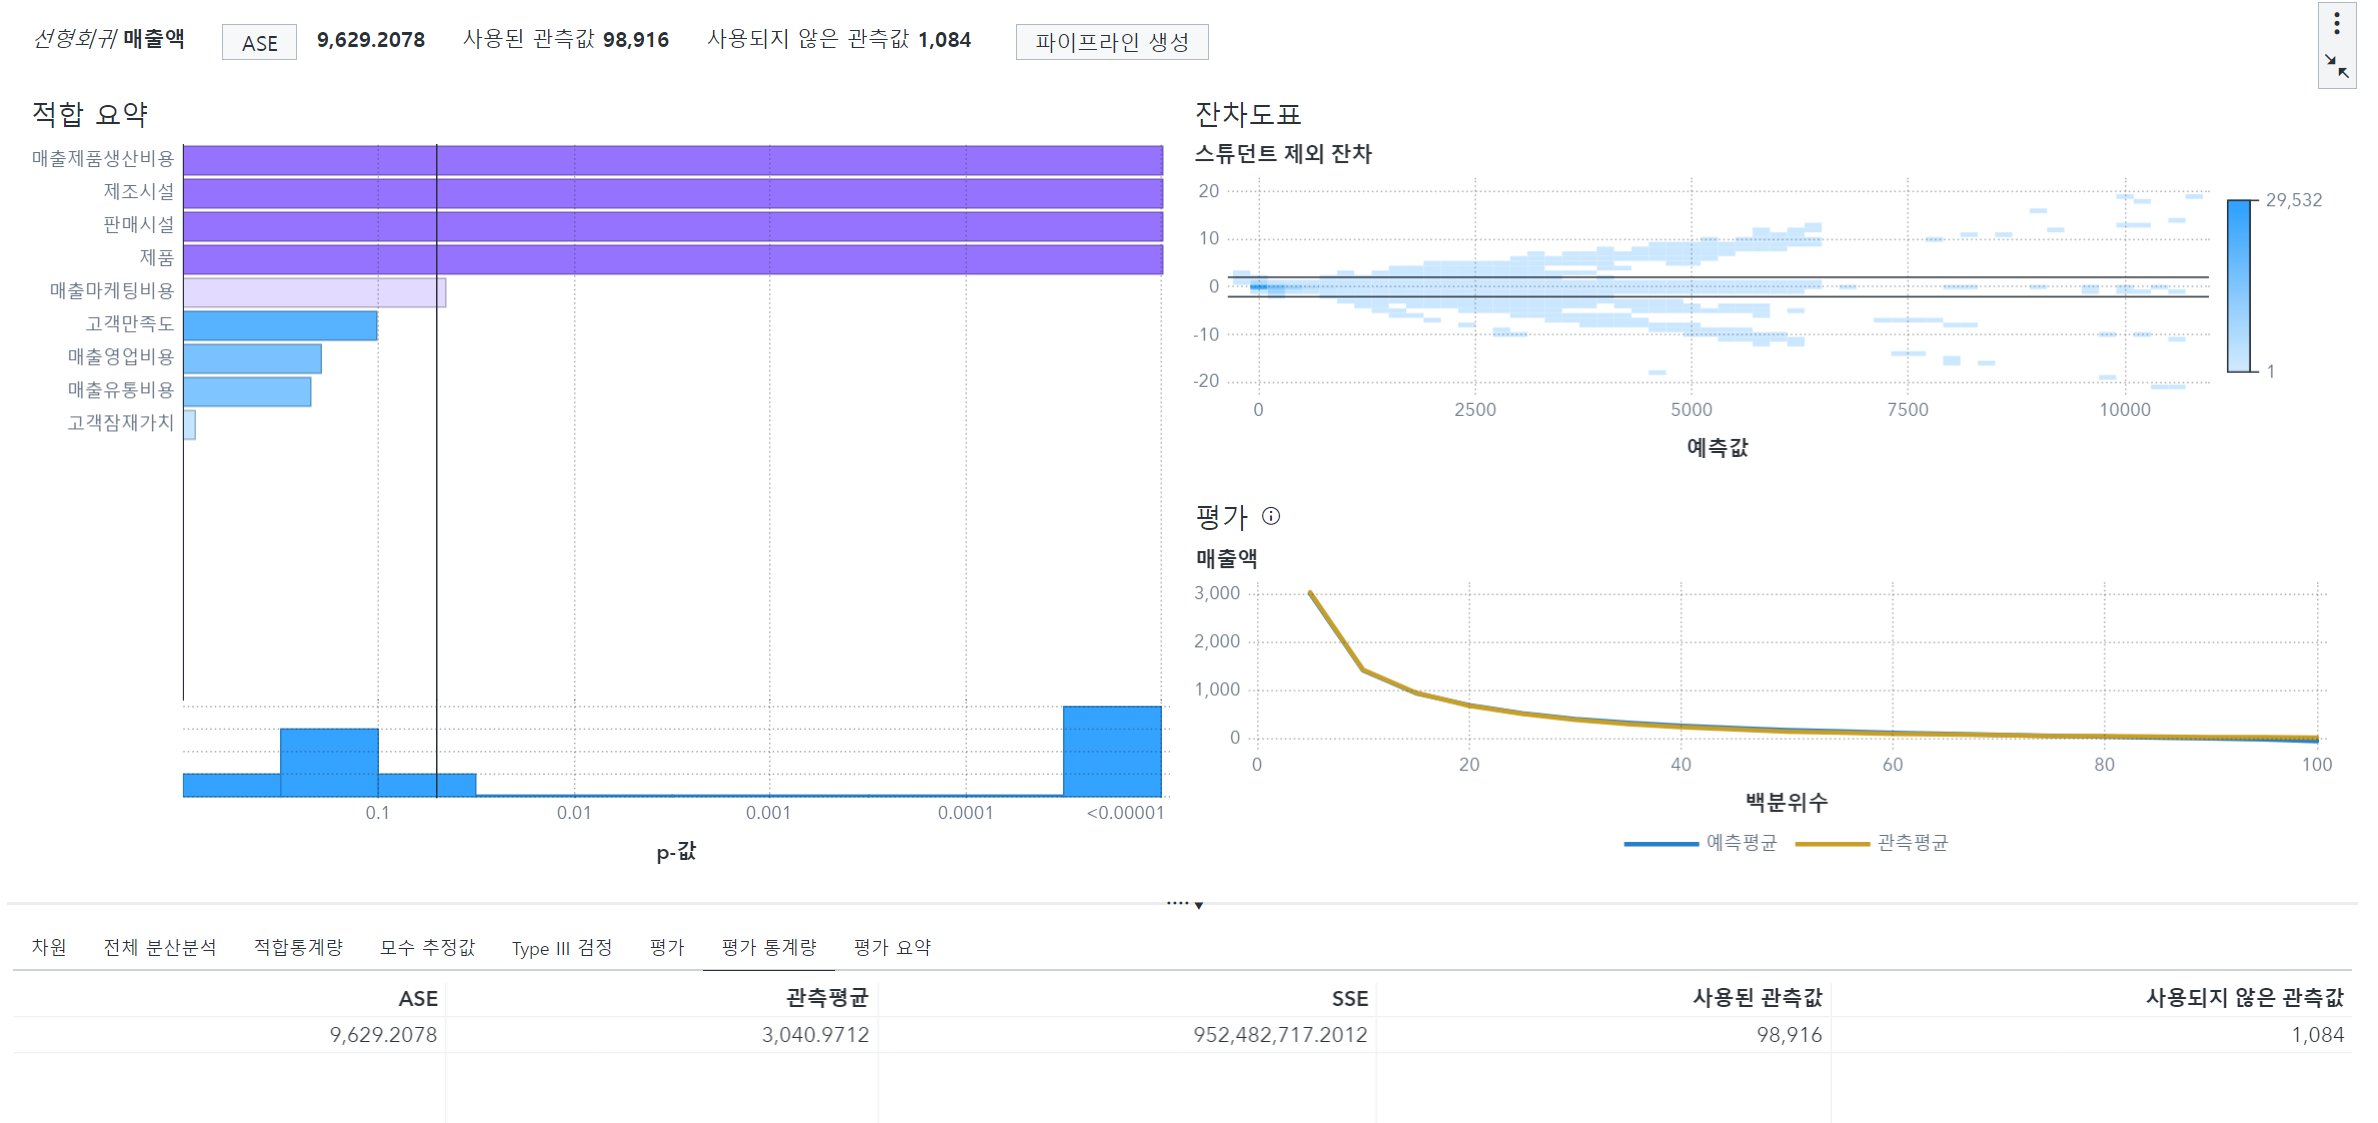 선형회귀 매출액 ASE 9,629.2078 사용된 관측값 98,916 사용되지 않은 관측값 1,084 파이프라인 생성
적합 요약
매출제품생산비용
제조시설
판매시설
제품
매출마케팅비용
고객만족도
매출영업비용
매출유통비용
고객잠재가치
0.1 0.01 0.001 0.0001 <0.00001
p-값
잔차도표
스튜던트 제외 잔차
20
10
0
-10
-20
0 2500 5000 7500 10000
예측값
29,532
1
평가
매출액
3,000
2,000
1,000
0
0 20 40 60 80 100
백분위수
예측평균 관측평균
차원 전체 분산분석 적합통계량 모수 추정값 Type III 검정 평가 평가 통계량 평가 요약
ASE 관측평균 SSE 사용된 관측값 사용되지 않은 관측값
9,629.2078 3,040.9712 952,482,717.2012 98,916 1,084